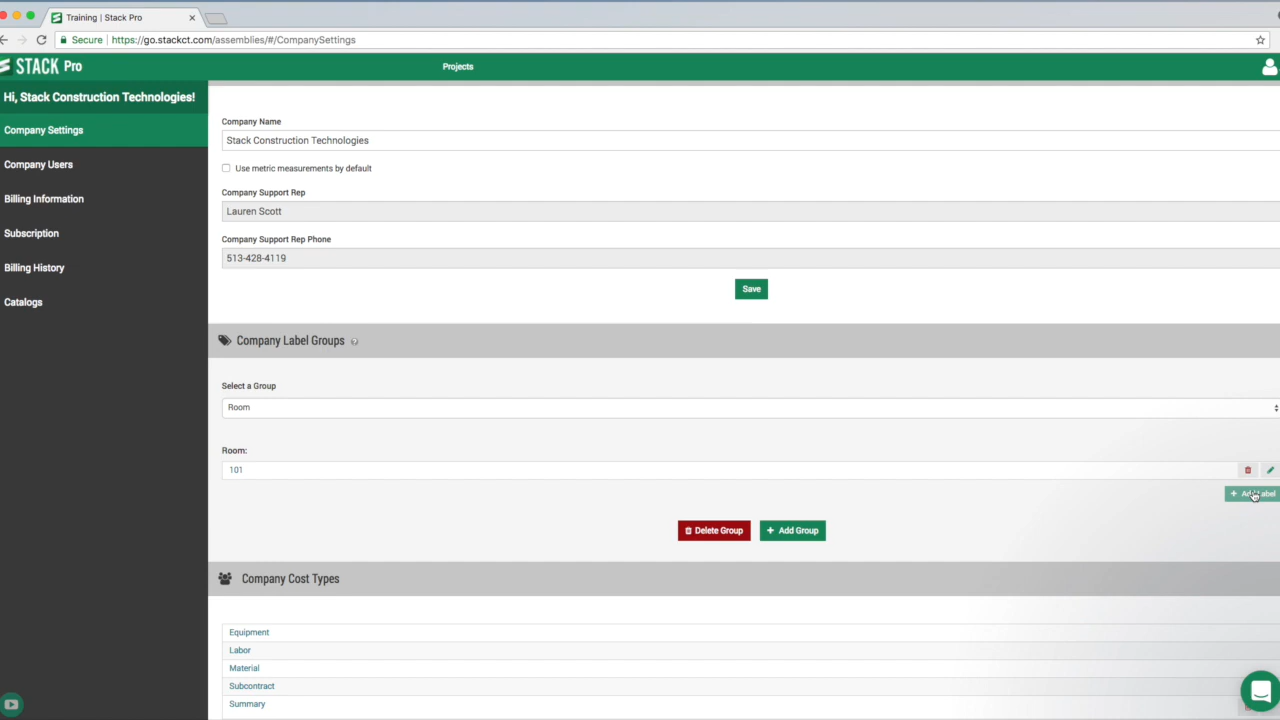 Training | Stack Pro
Secure https://go.stackct.com/assemblies/#/CompanySettings
STACK Pro
Projects
Hi, Stack Construction Technologies!
Company Settings
Company Users
Billing Information
Subscription
Billing History
Catalogs
Company Name
Stack Construction Technologies
Use metric measurements by default
Company Support Rep
Lauren Scott
Company Support Rep Phone
513-428-4119
Save
Company Label Groups ?
Select a Group
Room
Room:
101
+ Add Label
Delete Group + Add Group
Company Cost Types
Equipment
Labor
Material
Subcontract
Summary